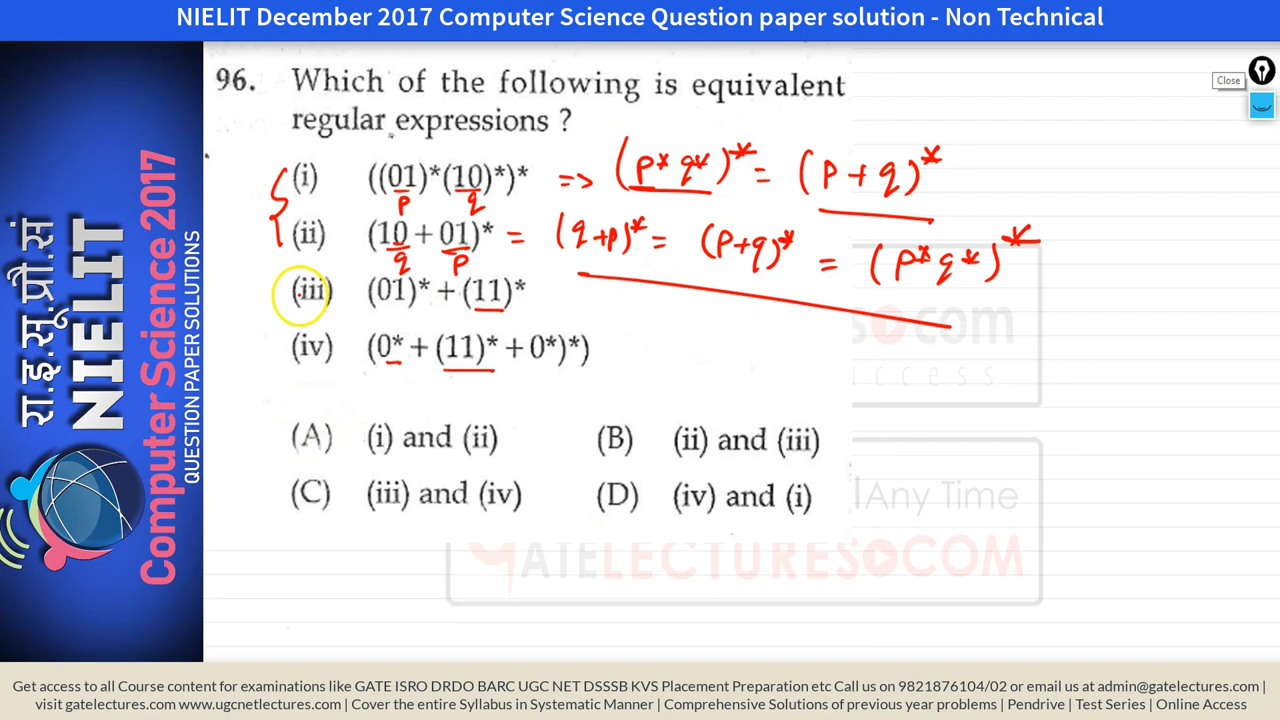 NIELIT December 2017 Computer Science Question paper solution - Non Technical
Close
रा.इ.सू.प्रौ.सं
NIELIT
Computer Science 2017
QUESTION PAPER SOLUTIONS
96. Which of the following is equivalent
regular expressions ?
(i) ((01)*(10)*)* => (p* q*)* = (p + q)*
p q
(ii) (10 + 01)* = (q + p)* = (p + q)* = (p* q*)*
q p
(iii) (01)* + (11)*
(iv) (0* + (11)* + 0*)*)
com
u c c e s s
(A) (i) and (ii) (B) (ii) and (iii)
(C) (iii) and (iv) (D) (iv) and (i)
Any Time
GATELECTURES.COM
Get access to all Course content for examinations like GATE ISRO DRDO BARC UGC NET DSSSB KVS Placement Preparation etc Call us on 9821876104/02 or email us at admin@gatelectures.com |
visit gatelectures.com www.ugcnetlectures.com | Cover the entire Syllabus in Systematic Manner | Comprehensive Solutions of previous year problems | Pendrive | Test Series | Online Access